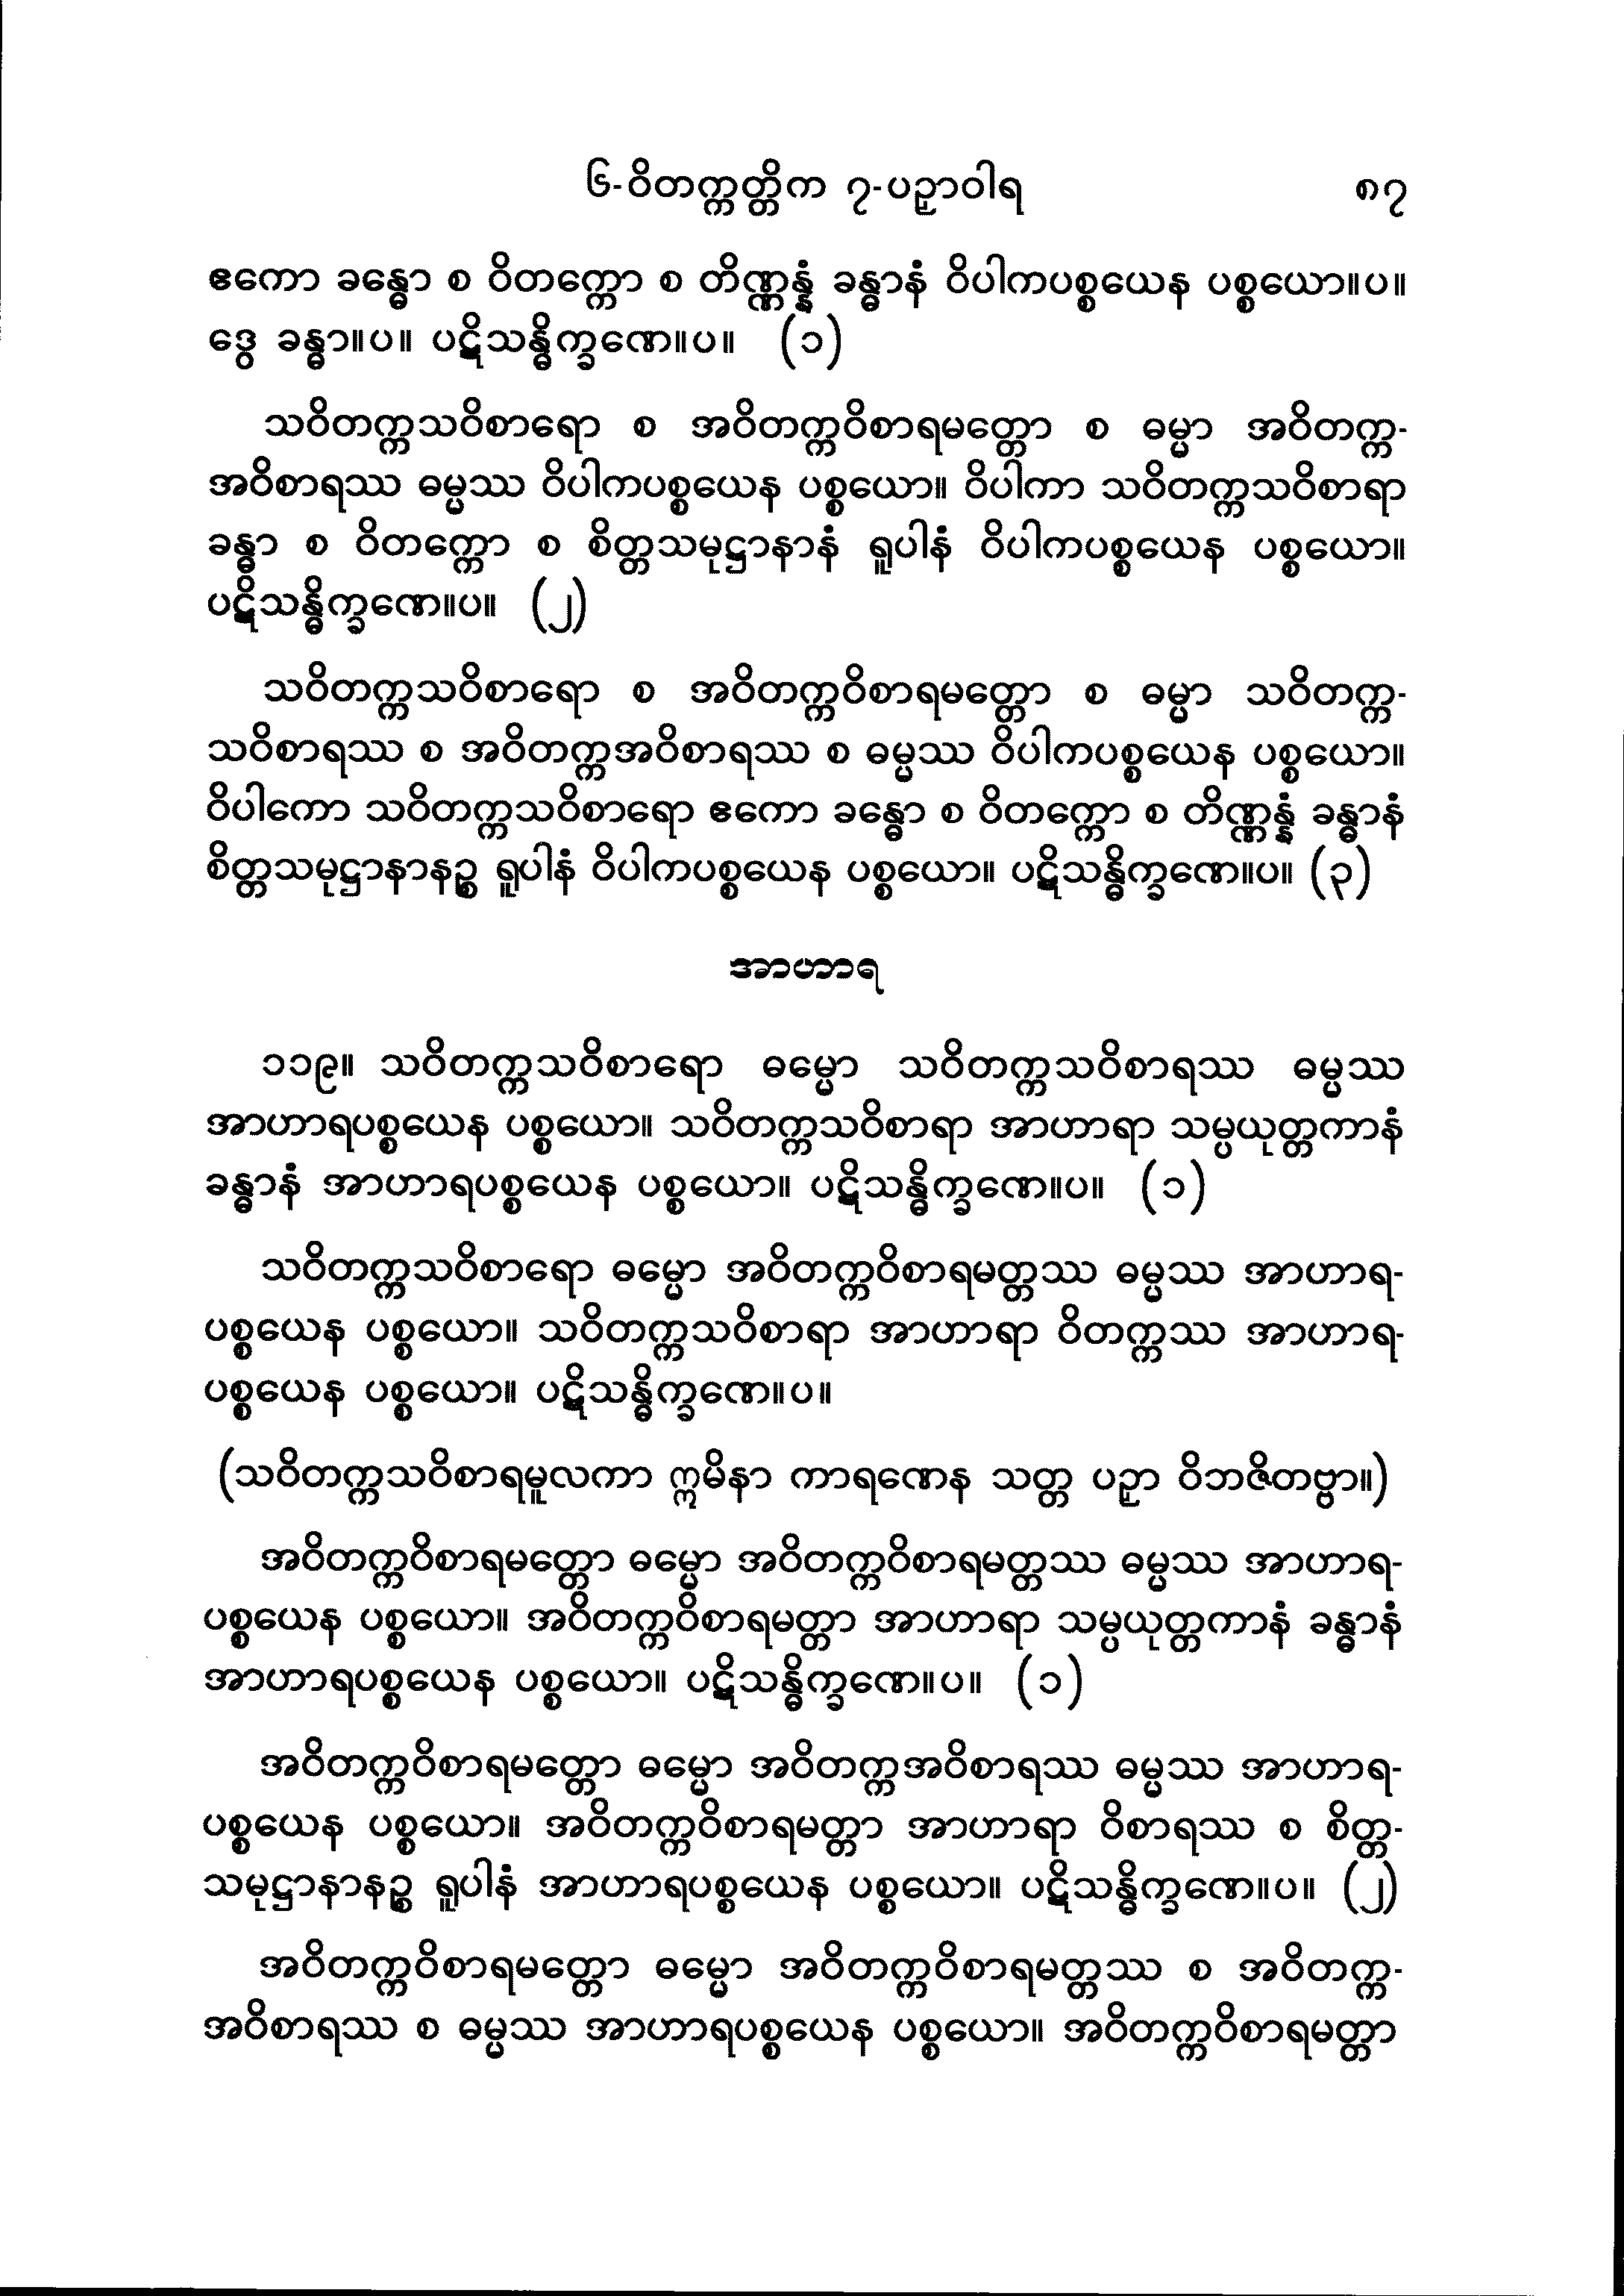 ၆-ဝိတက္ကတ္တိက ၇-ပဉှာဝါရ ၈၇
ဧကော ခန္ဓော စ ဝိတက္ကော စ တိဏ္ဏန္နံ ခန္ဓာနံ ဝိပါကပစ္စယေန ပစ္စယော။ပ။
ဒွေ ခန္ဓာ။ပ။ ပဋိသန္ဓိက္ခဏေ။ပ။ (၁)
သဝိတက္ကသဝိစာရော စ အဝိတက္ကဝိစာရမတ္တော စ ဓမ္မာ အဝိတက္က-
အဝိစာရဿ ဓမ္မဿ ဝိပါကပစ္စယေန ပစ္စယော။ ဝိပါကာ သဝိတက္ကသဝိစာရာ
ခန္ဓာ စ ဝိတက္ကော စ စိတ္တသမုဋ္ဌာနာနံ ရူပါနံ ဝိပါကပစ္စယေန ပစ္စယော။
ပဋိသန္ဓိက္ခဏေ။ပ။ (၂)
သဝိတက္ကသဝိစာရော စ အဝိတက္ကဝိစာရမတ္တော စ ဓမ္မာ သဝိတက္က-
သဝိစာရဿ စ အဝိတက္ကအဝိစာရဿ စ ဓမ္မဿ ဝိပါကပစ္စယေန ပစ္စယော။
ဝိပါကော သဝိတက္ကသဝိစာရော ဧကော ခန္ဓော စ ဝိတက္ကော စ တိဏ္ဏန္နံ ခန္ဓာနံ
စိတ္တသမုဋ္ဌာနာနဉ္စ ရူပါနံ ဝိပါကပစ္စယေန ပစ္စယော။ ပဋိသန္ဓိက္ခဏေ။ပ။ (၃)
အာဟာရ
၁၁၉။ သဝိတက္ကသဝိစာရော ဓမ္မော သဝိတက္ကသဝိစာရဿ ဓမ္မဿ
အာဟာရပစ္စယေန ပစ္စယော။ သဝိတက္ကသဝိစာရာ အာဟာရာ သမ္ပယုတ္တကာနံ
ခန္ဓာနံ အာဟာရပစ္စယေန ပစ္စယော။ ပဋိသန္ဓိက္ခဏေ။ပ။ (၁)
သဝိတက္ကသဝိစာရော ဓမ္မော အဝိတက္ကဝိစာရမတ္တဿ ဓမ္မဿ အာဟာရ-
ပစ္စယေန ပစ္စယော။ သဝိတက္ကသဝိစာရာ အာဟာရာ ဝိတက္ကဿ အာဟာရ-
ပစ္စယေန ပစ္စယော။ ပဋိသန္ဓိက္ခဏေ။ပ။
(သဝိတက္ကသဝိစာရမူလကာ ဣမိနာ ကာရဏေန သတ္တ ပဉှာ ဝိဘဇိတဗ္ဗာ။)
အဝိတက္ကဝိစာရမတ္တော ဓမ္မော အဝိတက္ကဝိစာရမတ္တဿ ဓမ္မဿ အာဟာရ-
ပစ္စယေန ပစ္စယော။ အဝိတက္ကဝိစာရမတ္တာ အာဟာရာ သမ္ပယုတ္တကာနံ ခန္ဓာနံ
အာဟာရပစ္စယေန ပစ္စယော။ ပဋိသန္ဓိက္ခဏေ။ပ။ (၁)
အဝိတက္ကဝိစာရမတ္တော ဓမ္မော အဝိတက္ကအဝိစာရဿ ဓမ္မဿ အာဟာရ-
ပစ္စယေန ပစ္စယော။ အဝိတက္ကဝိစာရမတ္တာ အာဟာရာ ဝိစာရဿ စ စိတ္တ-
သမုဋ္ဌာနာနဉ္စ ရူပါနံ အာဟာရပစ္စယေန ပစ္စယော။ ပဋိသန္ဓိက္ခဏေ။ပ။ (၂)
အဝိတက္ကဝိစာရမတ္တော ဓမ္မော အဝိတက္ကဝိစာရမတ္တဿ စ အဝိတက္က-
အဝိစာရဿ စ ဓမ္မဿ အာဟာရပစ္စယေန ပစ္စယော။ အဝိတက္ကဝိစာရမတ္တာ